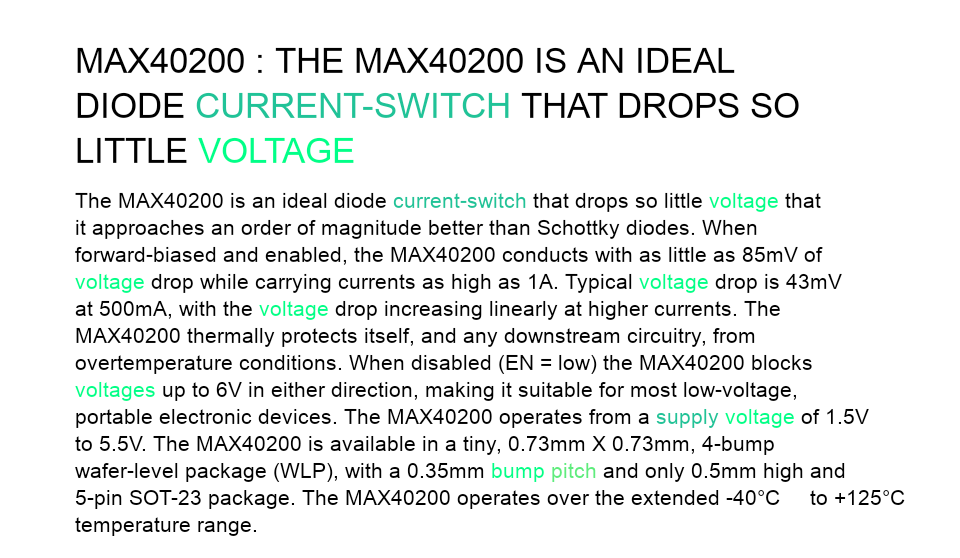 MAX40200 : THE MAX40200 IS AN IDEAL
DIODE CURRENT-SWITCH THAT DROPS SO
LITTLE VOLTAGE
The MAX40200 is an ideal diode current-switch that drops so little voltage that
it approaches an order of magnitude better than Schottky diodes. When
forward-biased and enabled, the MAX40200 conducts with as little as 85mV of
voltage drop while carrying currents as high as 1A. Typical voltage drop is 43mV
at 500mA, with the voltage drop increasing linearly at higher currents. The
MAX40200 thermally protects itself, and any downstream circuitry, from
overtemperature conditions. When disabled (EN = low) the MAX40200 blocks
voltages up to 6V in either direction, making it suitable for most low-voltage,
portable electronic devices. The MAX40200 operates from a supply voltage of 1.5V
to 5.5V. The MAX40200 is available in a tiny, 0.73mm X 0.73mm, 4-bump
wafer-level package (WLP), with a 0.35mm bump pitch and only 0.5mm high and
5-pin SOT-23 package. The MAX40200 operates over the extended -40°C to +125°C
temperature range.